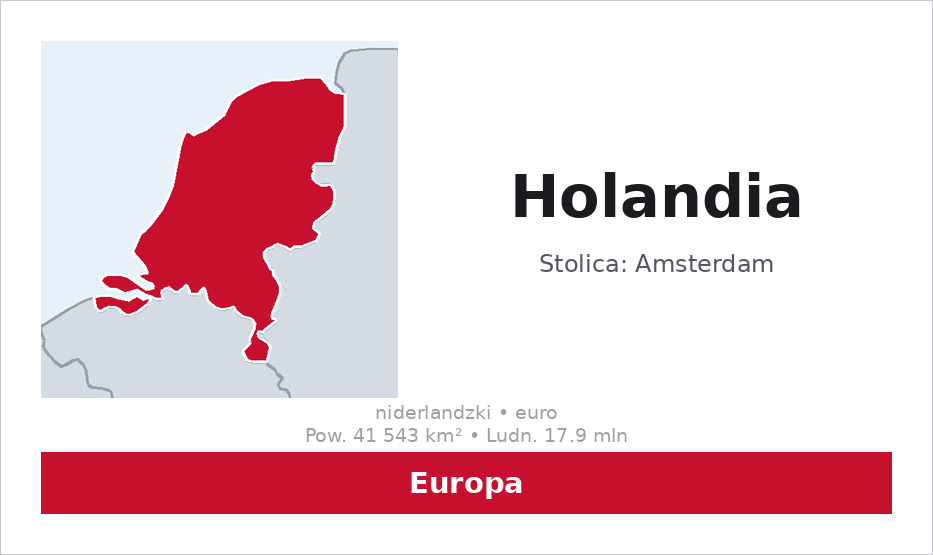 Holandia
Stolica: Amsterdam
niderlandzki • euro
Pow. 41 543 km² • Ludn. 17.9 mln
Europa